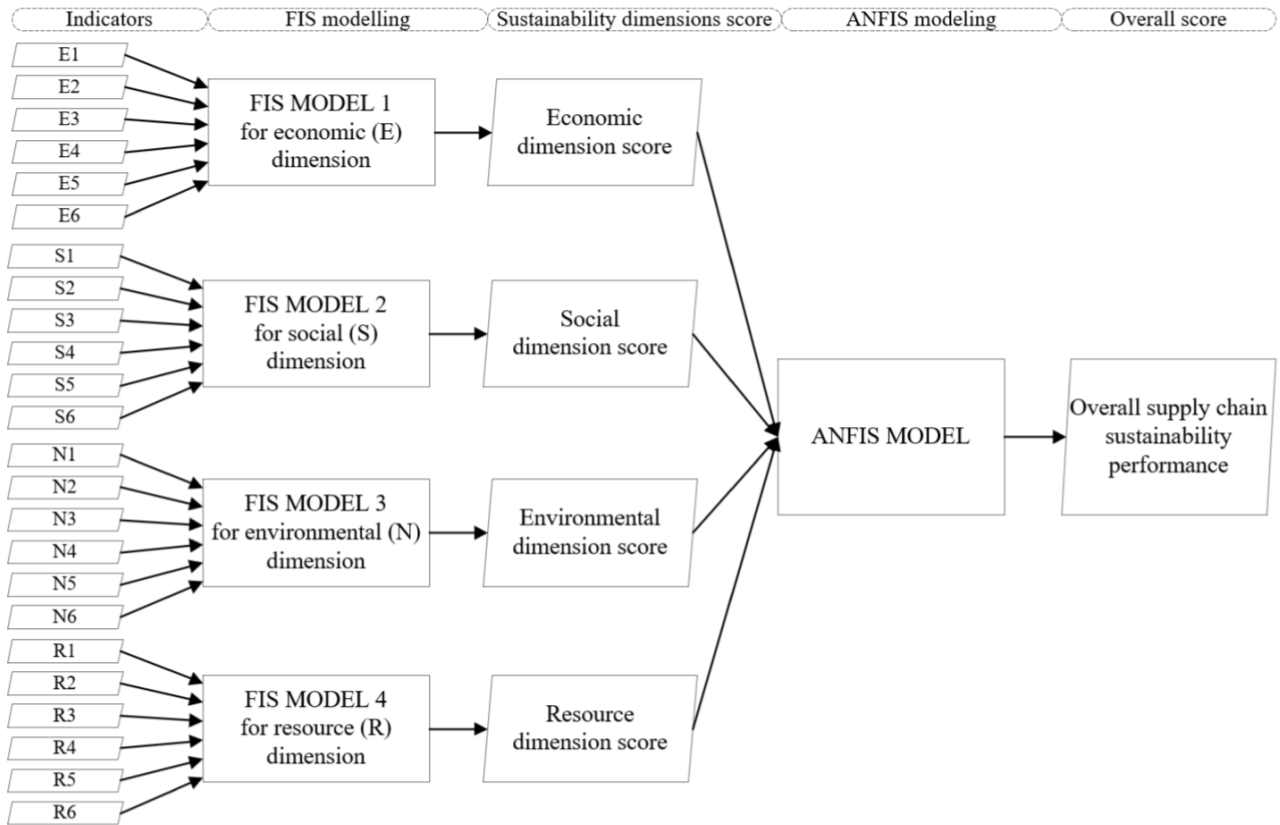 Indicators
FIS modelling
Sustainability dimensions score
ANFIS modeling
Overall score
E1
E2
E3
E4
E5
E6
FIS MODEL 1
for economic (E)
dimension
Economic
dimension score
S1
S2
S3
S4
S5
S6
FIS MODEL 2
for social (S)
dimension
Social
dimension score
N1
N2
N3
N4
N5
N6
FIS MODEL 3
for environmental (N)
dimension
Environmental
dimension score
R1
R2
R3
R4
R5
R6
FIS MODEL 4
for resource (R)
dimension
Resource
dimension score
ANFIS MODEL
Overall supply chain
sustainability
performance